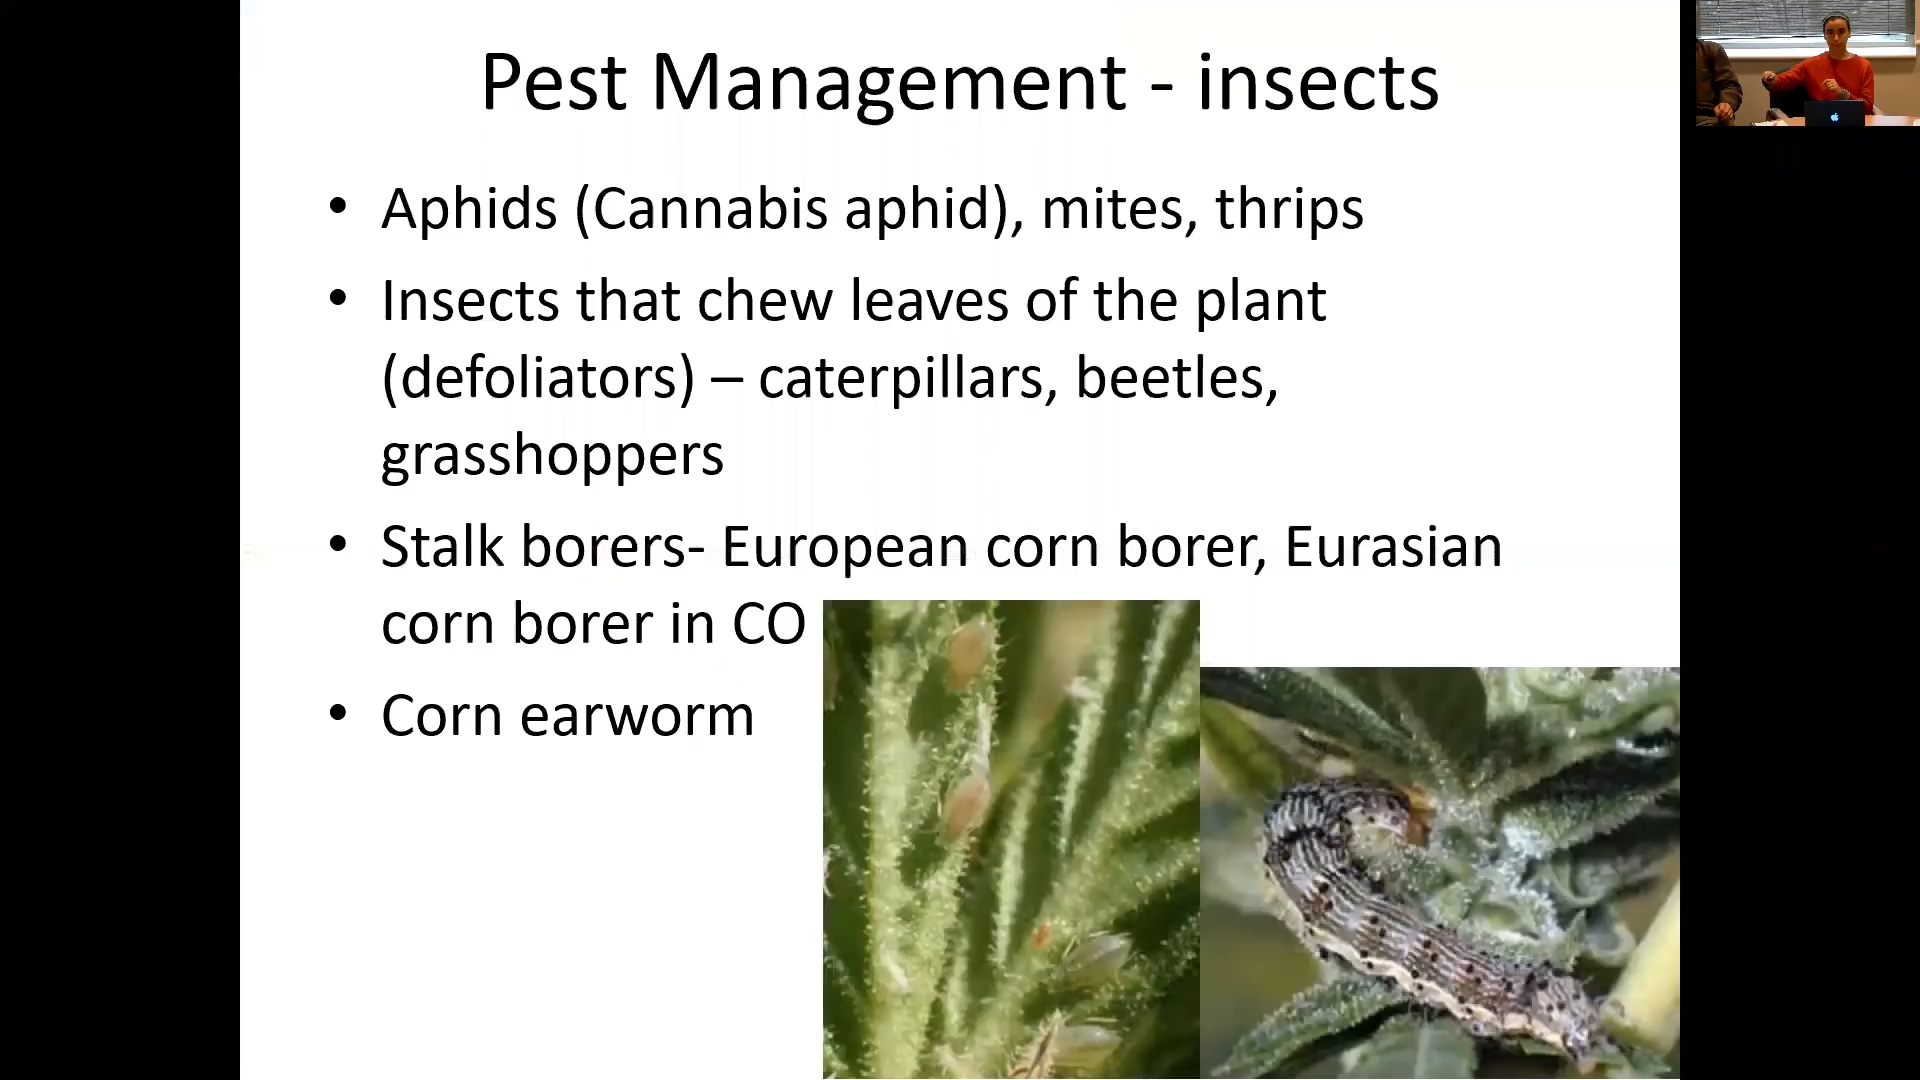 Pest Management - insects
• Aphids (Cannabis aphid), mites, thrips
• Insects that chew leaves of the plant
(defoliators) – caterpillars, beetles,
grasshoppers
• Stalk borers- European corn borer, Eurasian
corn borer in CO
• Corn earworm